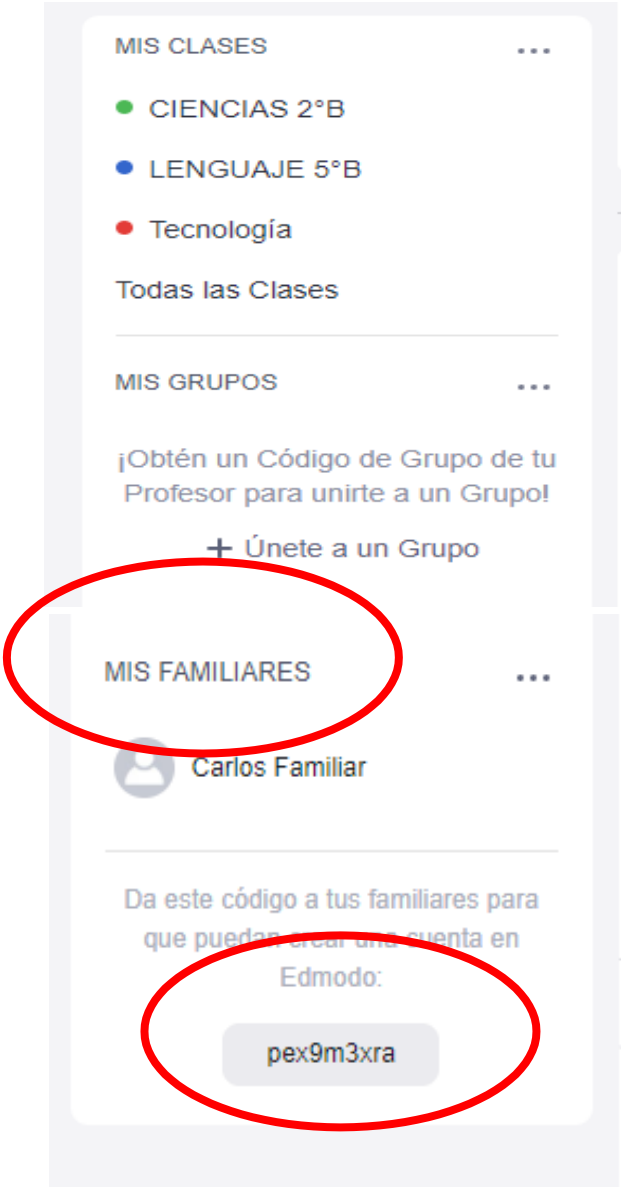 MIS CLASES
CIENCIAS 2°B
LENGUAJE 5°B
Tecnología
Todas las Clases
MIS GRUPOS
¡Obtén un Código de Grupo de tu
Profesor para unirte a un Grupo!
+ Únete a un Grupo
MIS FAMILIARES
Carlos Familiar
Da este código a tus familiares para
que puedan crear una cuenta en
Edmodo:
pex9m3xra